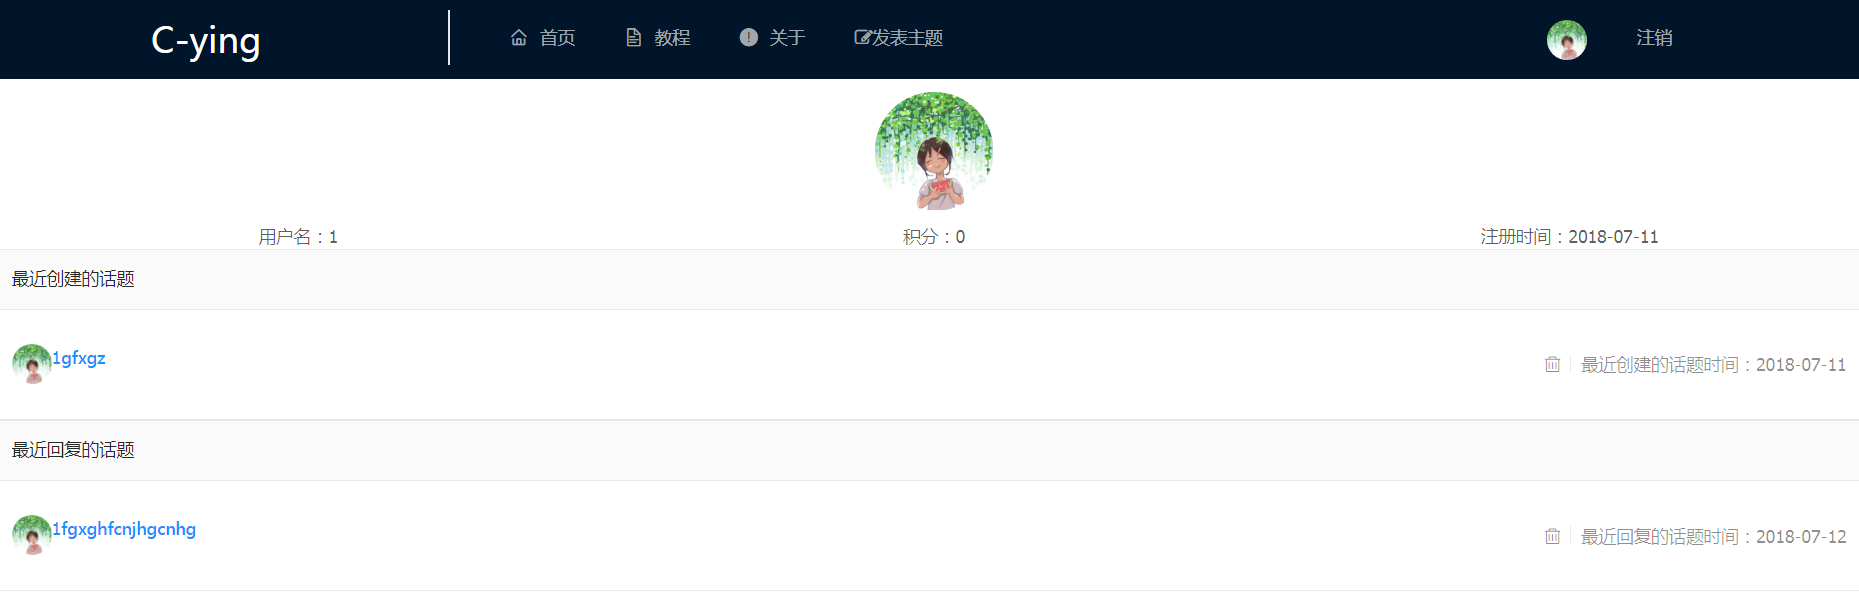 C-ying 首页 教程 关于 发表主题 注销
用户名：1 积分：0 注册时间：2018-07-11
最近创建的话题
1gfxgz 最近创建的话题时间：2018-07-11
最近回复的话题
1fgxghfcnjhgcnhg 最近回复的话题时间：2018-07-12